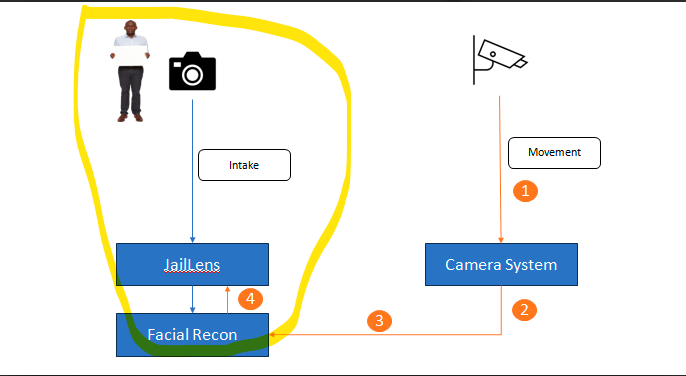 Intake
Movement
1
JailLens
Camera System
4
2
3
Facial Recon